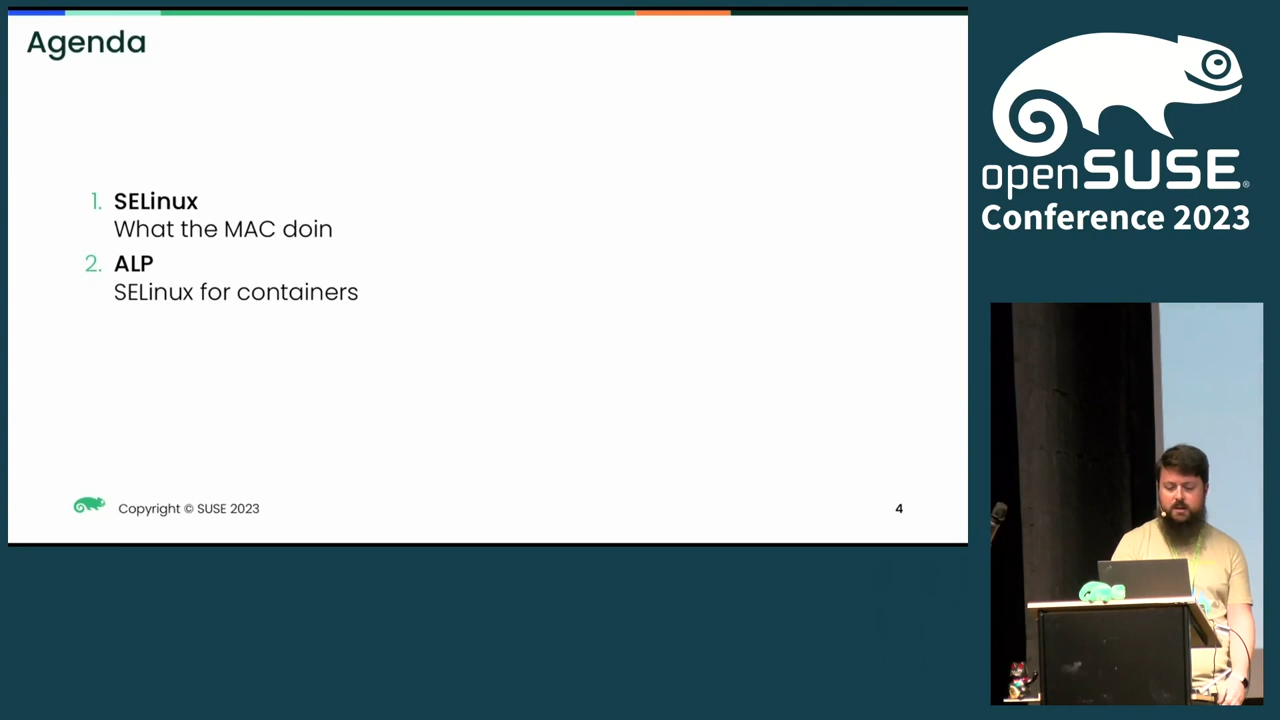 Agenda
1. SELinux
What the MAC doin
2. ALP
SELinux for containers
Copyright © SUSE 2023
4
openSUSE®
Conference 2023